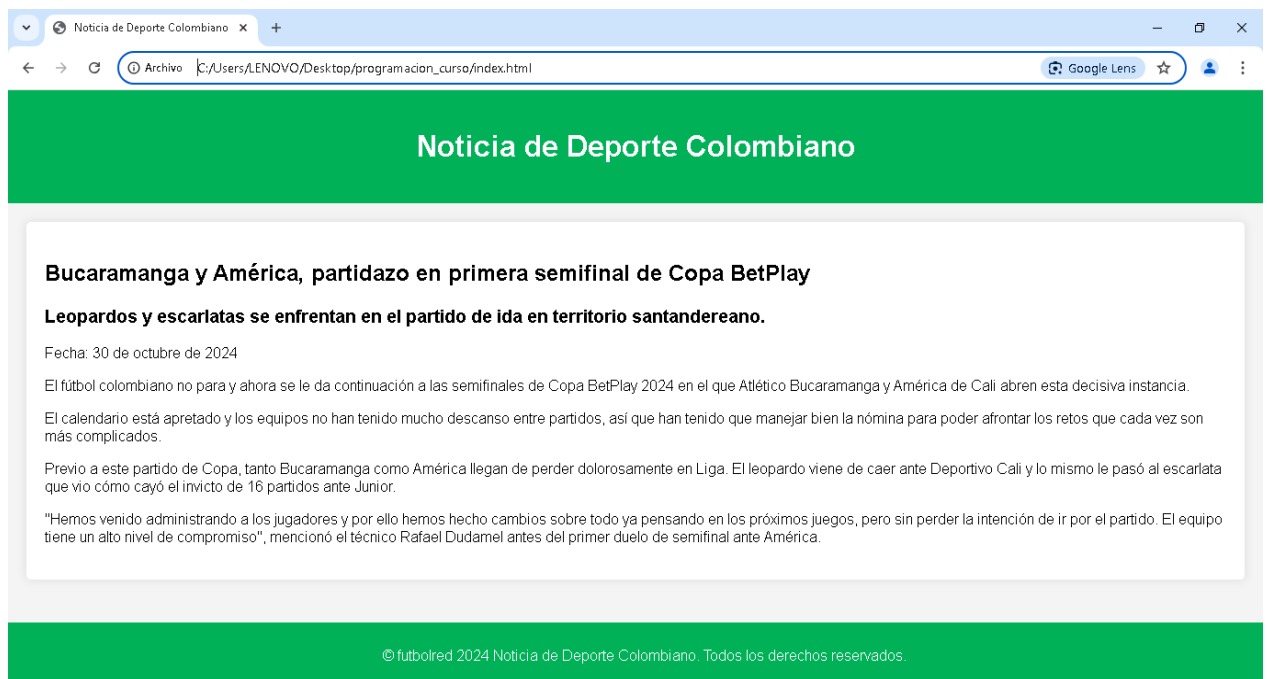 Noticia de Deporte Colombiano
Archivo C:/Users/LENOVO/Desktop/programacion_curso/index.html
Google Lens
Noticia de Deporte Colombiano
Bucaramanga y América, partidazo en primera semifinal de Copa BetPlay
Leopardos y escarlatas se enfrentan en el partido de ida en territorio santandereano.
Fecha: 30 de octubre de 2024
El fútbol colombiano no para y ahora se le da continuación a las semifinales de Copa BetPlay 2024 en el que Atlético Bucaramanga y América de Cali abren esta decisiva instancia.
El calendario está apretado y los equipos no han tenido mucho descanso entre partidos, así que han tenido que manejar bien la nómina para poder afrontar los retos que cada vez son
más complicados.
Previo a este partido de Copa, tanto Bucaramanga como América llegan de perder dolorosamente en Liga. El leopardo viene de caer ante Deportivo Cali y lo mismo le pasó al escarlata
que vio cómo cayó el invicto de 16 partidos ante Junior.
"Hemos venido administrando a los jugadores y por ello hemos hecho cambios sobre todo ya pensando en los próximos juegos, pero sin perder la intención de ir por el partido. El equipo
tiene un alto nivel de compromiso", mencionó el técnico Rafael Dudamel antes del primer duelo de semifinal ante América.
© futbolred 2024 Noticia de Deporte Colombiano. Todos los derechos reservados.